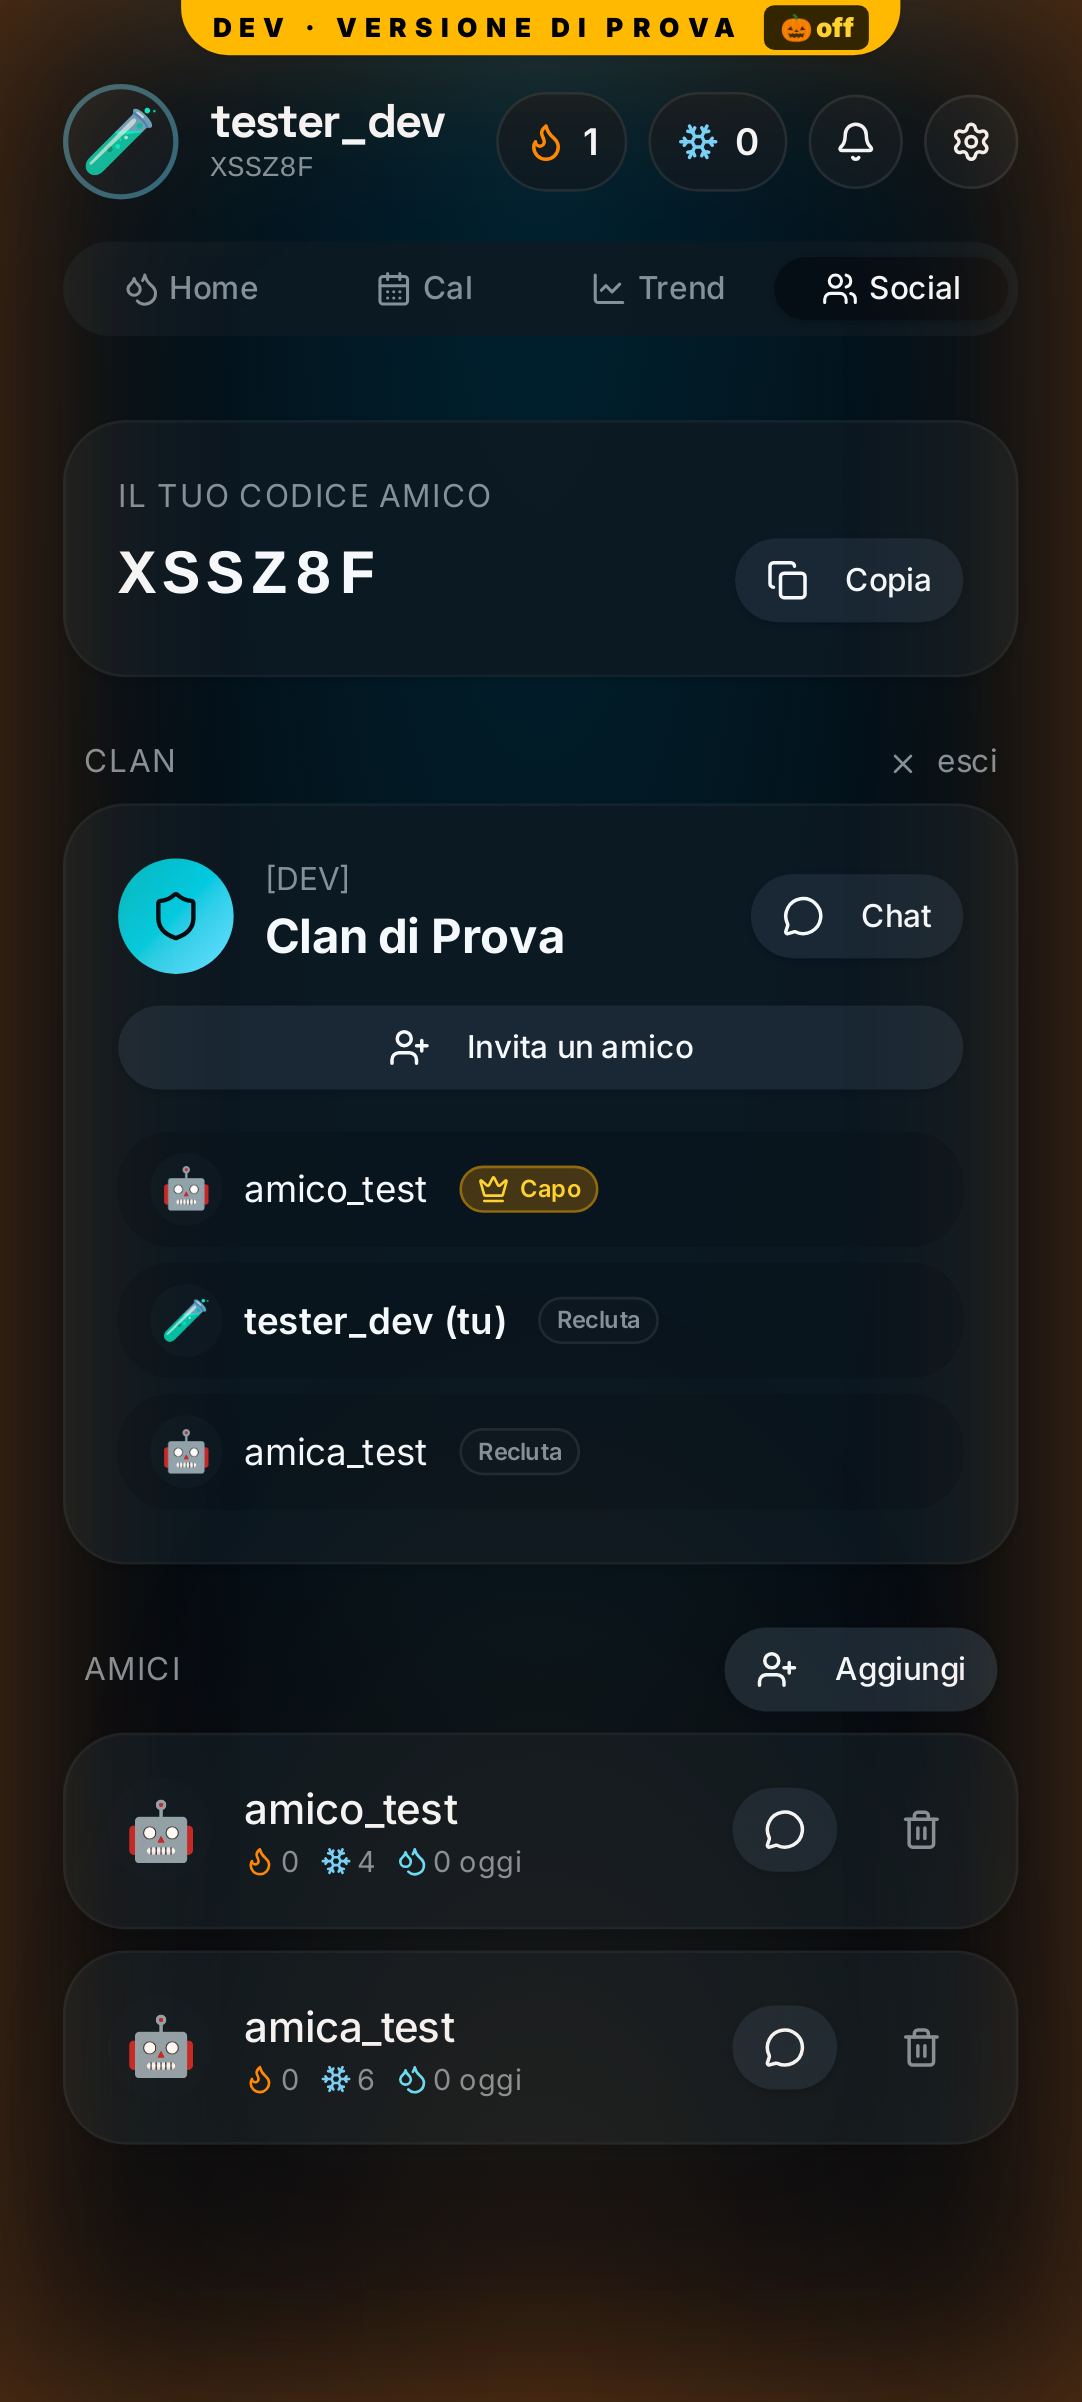 DEV · VERSIONE DI PROVA 🎃off
tester_dev
XSSZ8F
1
0
Home
Cal
Trend
Social
IL TUO CODICE AMICO
XSSZ8F
Copia
CLAN
esci
[DEV]
Clan di Prova
Chat
Invita un amico
amico_test Capo
tester_dev (tu) Recluta
amica_test Recluta
AMICI
Aggiungi
amico_test
0 4 0 oggi
amica_test
0 6 0 oggi